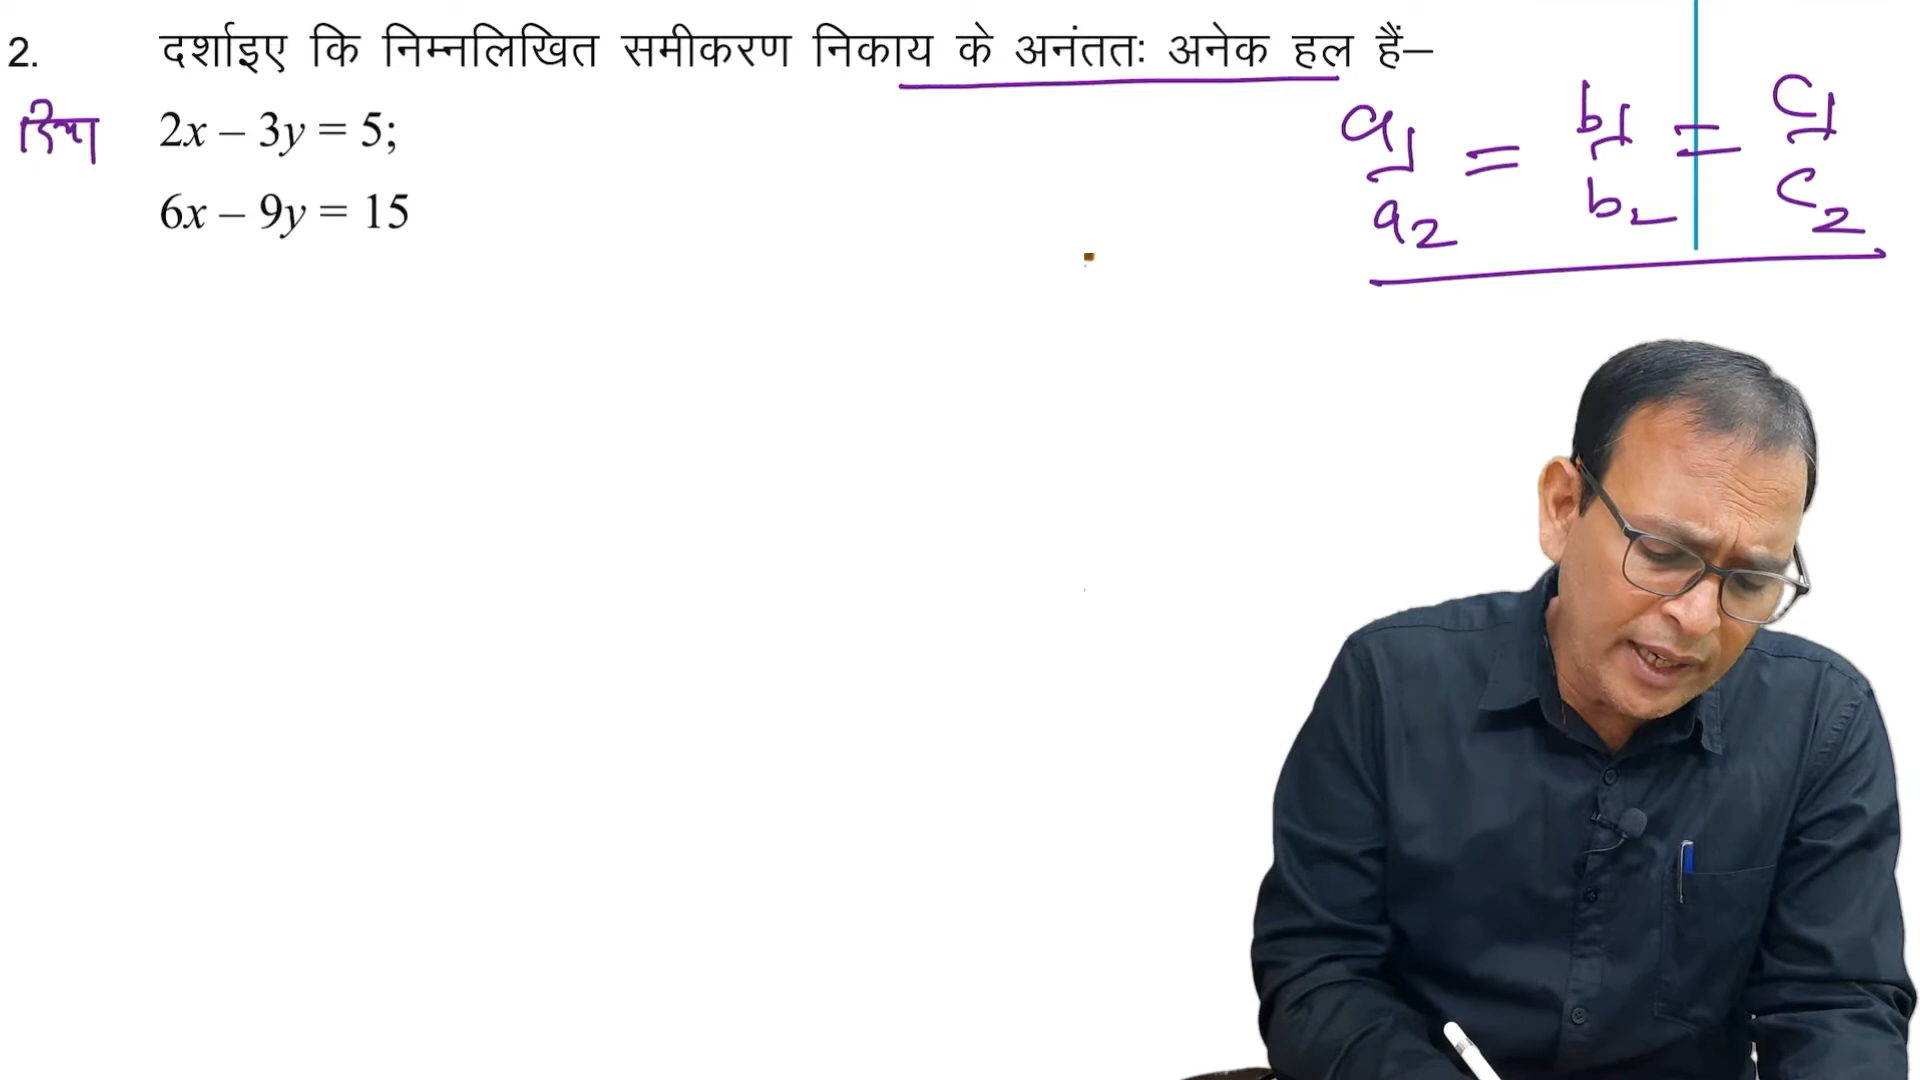 2. दर्शाइए कि निम्नलिखित समीकरण निकाय के अनंततः अनेक हल हैं–
दिया 2x – 3y = 5;
6x – 9y = 15
a1/a2 = b1/b2 = c1/c2